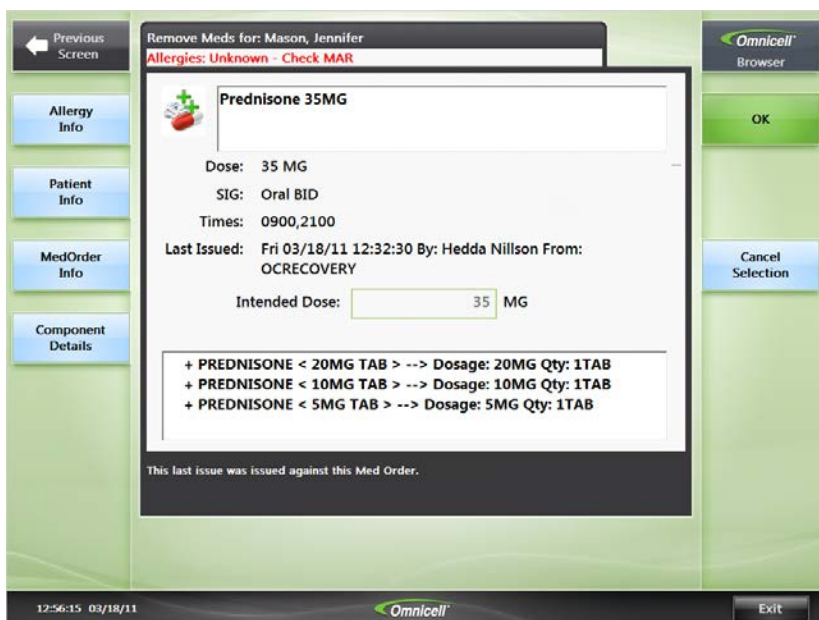 Previous
Screen
Remove Meds for: Mason, Jennifer
Allergies: Unknown - Check MAR
Omnicell
Browser
Allergy
Info
Prednisone 35MG
OK
Dose: 35 MG
Patient
Info
SIG: Oral BID
Times: 0900,2100
MedOrder
Info
Last Issued: Fri 03/18/11 12:32:30 By: Hedda Nillson From:
OCRECOVERY
Cancel
Selection
Intended Dose: 35 MG
Component
Details
+ PREDNISONE < 20MG TAB > --> Dosage: 20MG Qty: 1TAB
+ PREDNISONE < 10MG TAB > --> Dosage: 10MG Qty: 1TAB
+ PREDNISONE < 5MG TAB > --> Dosage: 5MG Qty: 1TAB
This last issue was issued against this Med Order.
12:56:15 03/18/11
Omnicell
Exit